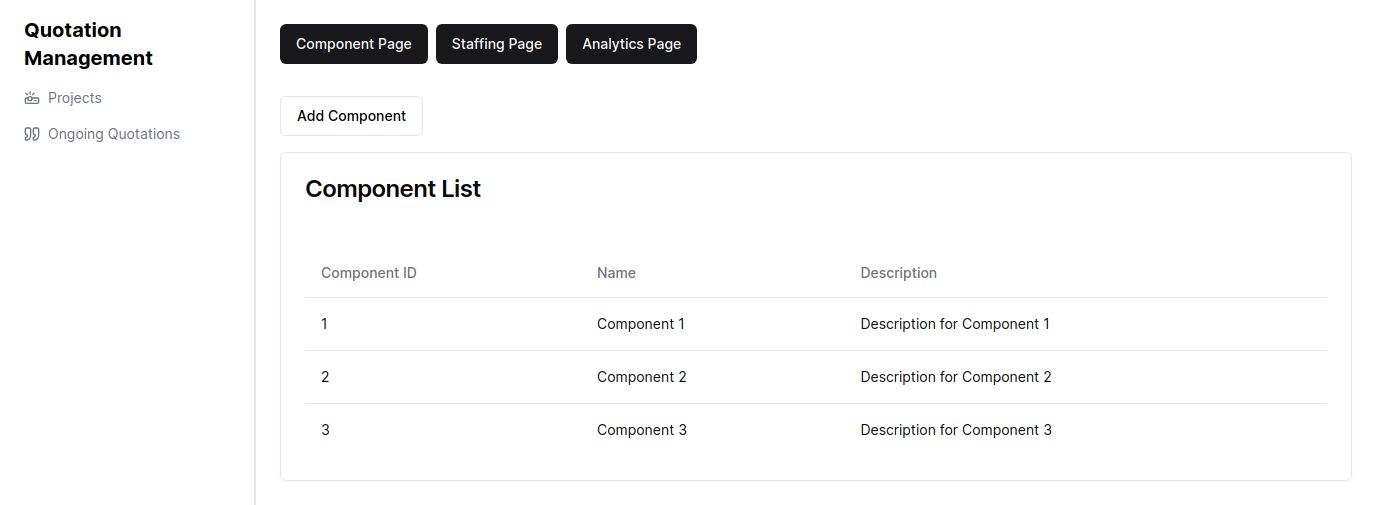 Quotation
Management
Projects
Ongoing Quotations
Component Page Staffing Page Analytics Page
Add Component
Component List
Component ID Name Description
1 Component 1 Description for Component 1
2 Component 2 Description for Component 2
3 Component 3 Description for Component 3